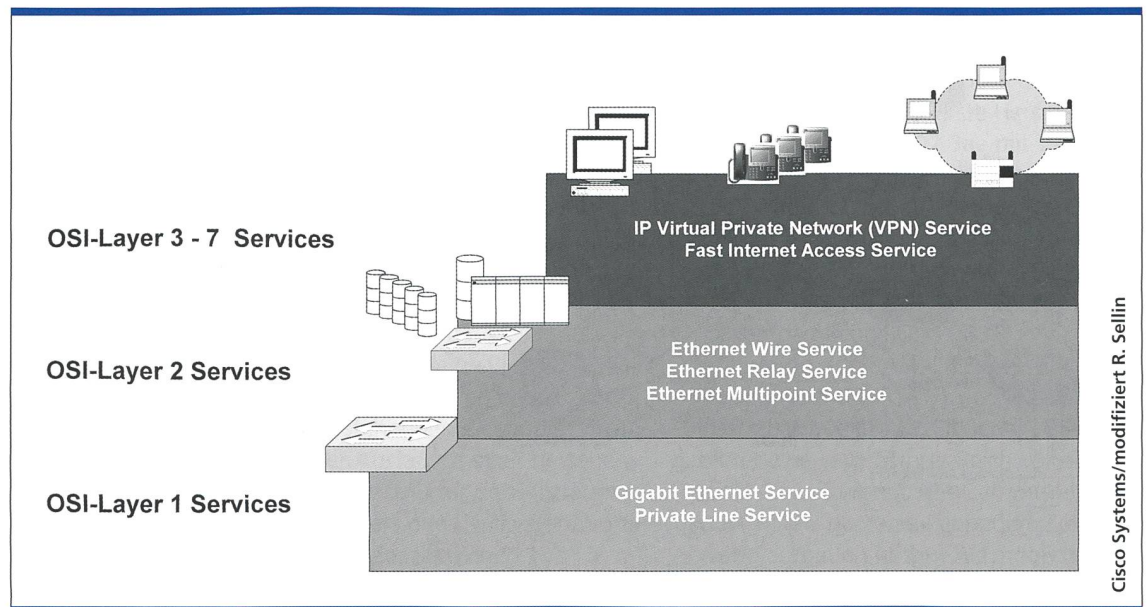 OSI-Layer 3 - 7 Services
IP Virtual Private Network (VPN) Service
Fast Internet Access Service
OSI-Layer 2 Services
Ethernet Wire Service
Ethernet Relay Service
Ethernet Multipoint Service
OSI-Layer 1 Services
Gigabit Ethernet Service
Private Line Service
Cisco Systems/modifiziert R. Sellin